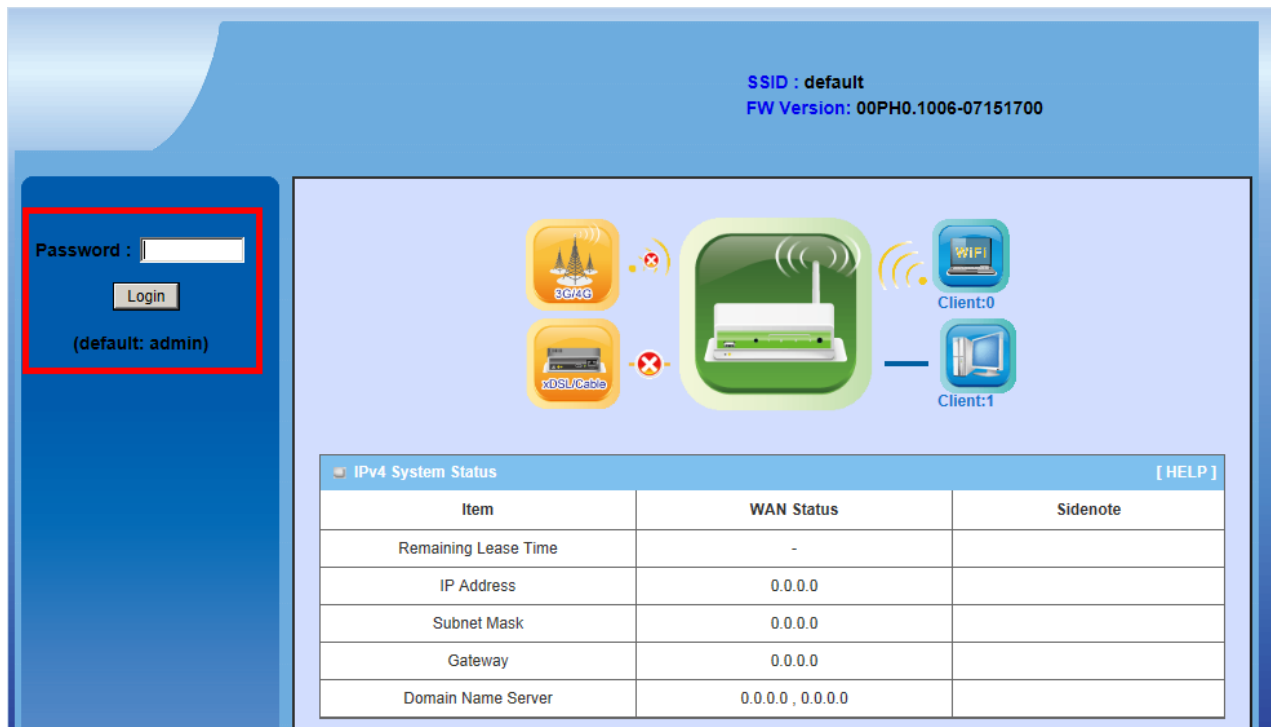 SSID : default
FW Version: 00PH0.1006-07151700
Password :
Login
(default: admin)
3G/4G
WiFi
Client:0
xDSL/Cable
Client:1
IPv4 System Status [ HELP ]
Item WAN Status Sidenote
Remaining Lease Time -
IP Address 0.0.0.0
Subnet Mask 0.0.0.0
Gateway 0.0.0.0
Domain Name Server 0.0.0.0 , 0.0.0.0